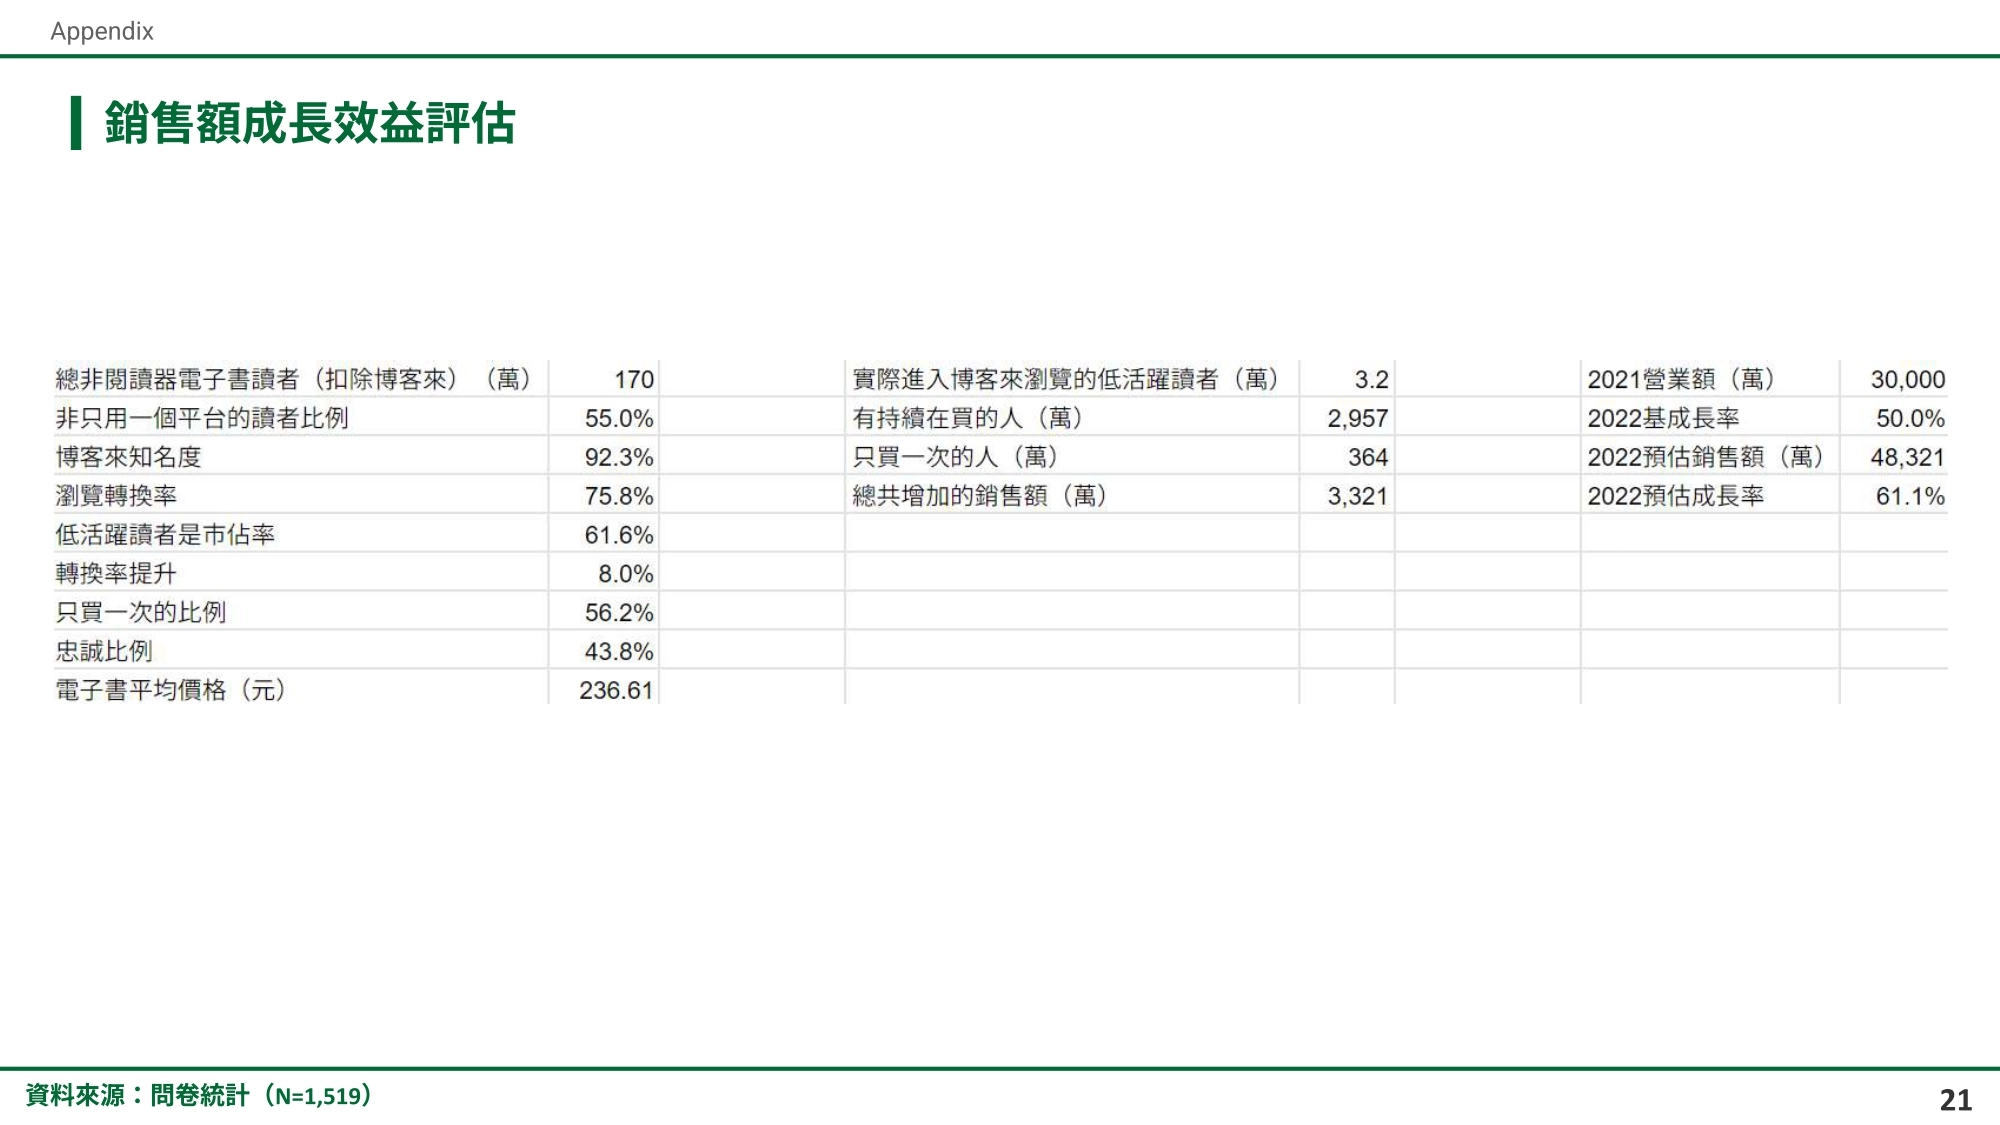 Appendix
銷售額成長效益評估
總非閱讀器電子書讀者（扣除博客來）（萬） 170 實際進入博客來瀏覽的低活躍讀者（萬） 3.2 2021營業額（萬） 30,000
非只用一個平台的讀者比例 55.0% 有持續在買的人（萬） 2,957 2022基成長率 50.0%
博客來知名度 92.3% 只買一次的人（萬） 364 2022預估銷售額（萬） 48,321
瀏覽轉換率 75.8% 總共增加的銷售額（萬） 3,321 2022預估成長率 61.1%
低活躍讀者是市佔率 61.6%
轉換率提升 8.0%
只買一次的比例 56.2%
忠誠比例 43.8%
電子書平均價格（元） 236.61
資料來源：問卷統計（N=1,519）
21